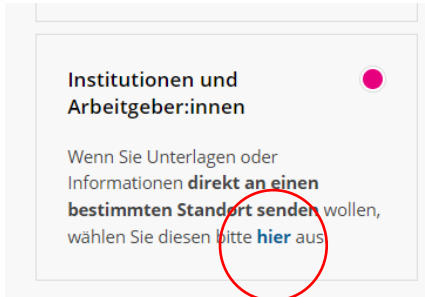 Institutionen und
Arbeitgeber:innen
Wenn Sie Unterlagen oder
Informationen direkt an einen
bestimmten Standort senden wollen,
wählen Sie diesen bitte hier aus